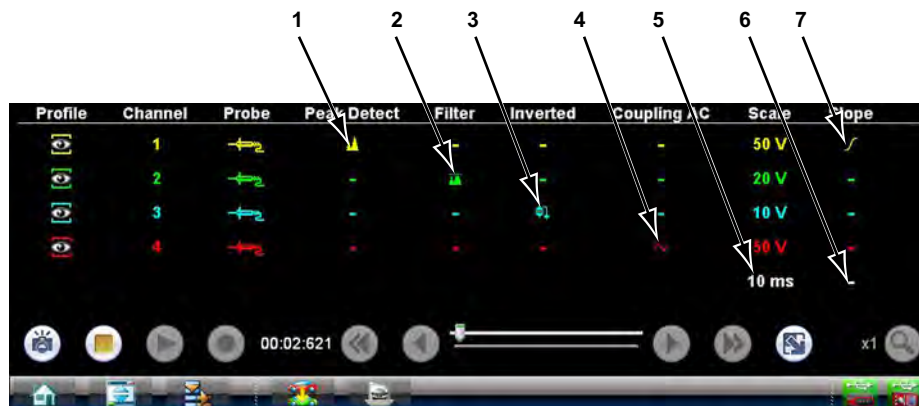 1 2 3 4 5 6 7
Profile Channel Probe Peak Detect Filter Inverted Coupling AC Scale Slope
1 - - - 50 V
2 - - - 20 V -
3 - - - 10 V -
4 - - - 50 V -
10 ms -
00:02:621 x1